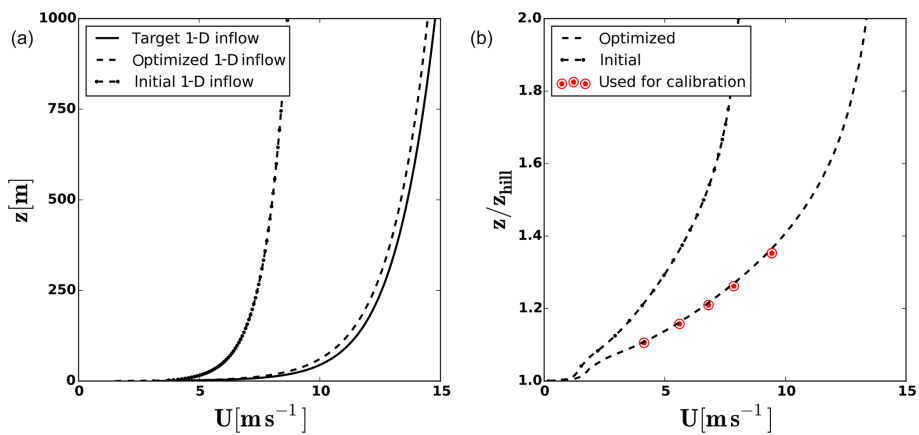 (a)
1000
750
500
250
0
z[m]
Target 1-D inflow
Optimized 1-D inflow
Initial 1-D inflow
0
5
10
15
U[m s⁻¹]
(b)
2.0
1.8
1.6
1.4
1.2
1.0
z/z_hill
Optimized
Initial
Used for calibration
0
5
10
15
U[m s⁻¹]